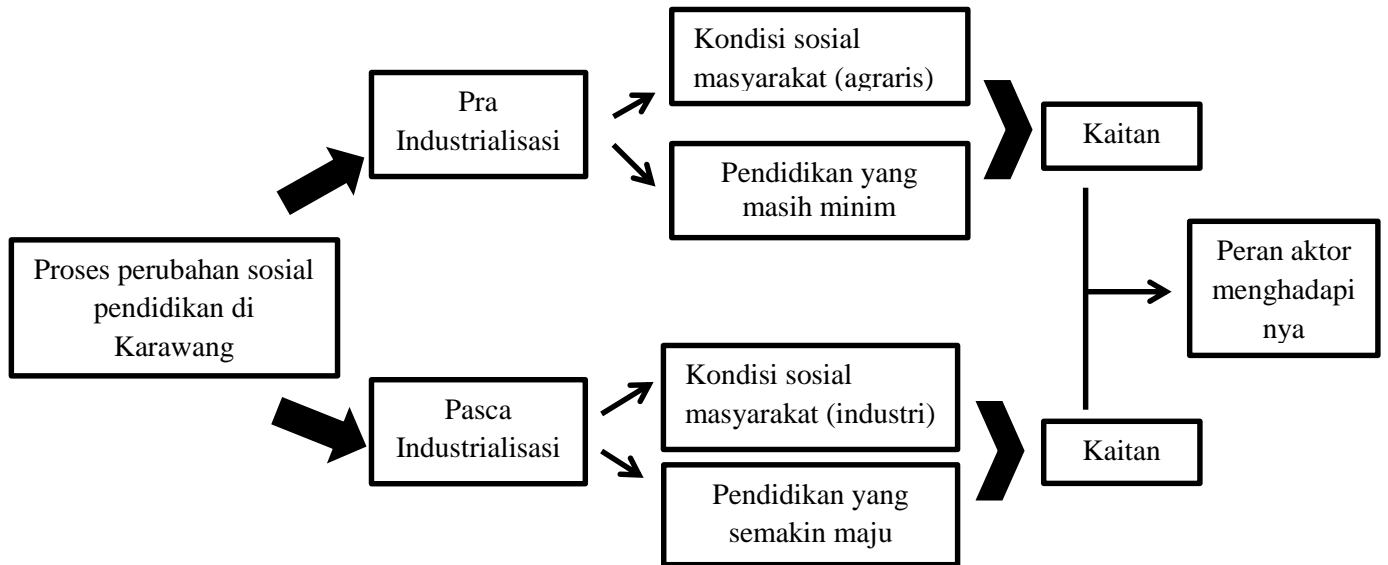 Proses perubahan sosial
pendidikan di
Karawang
Pra
Industrialisasi
Kondisi sosial
masyarakat (agraris)
Pendidikan yang
masih minim
Kaitan
Pasca
Industrialisasi
Kondisi sosial
masyarakat (industri)
Pendidikan yang
semakin maju
Kaitan
Peran aktor
menghadapi
nya